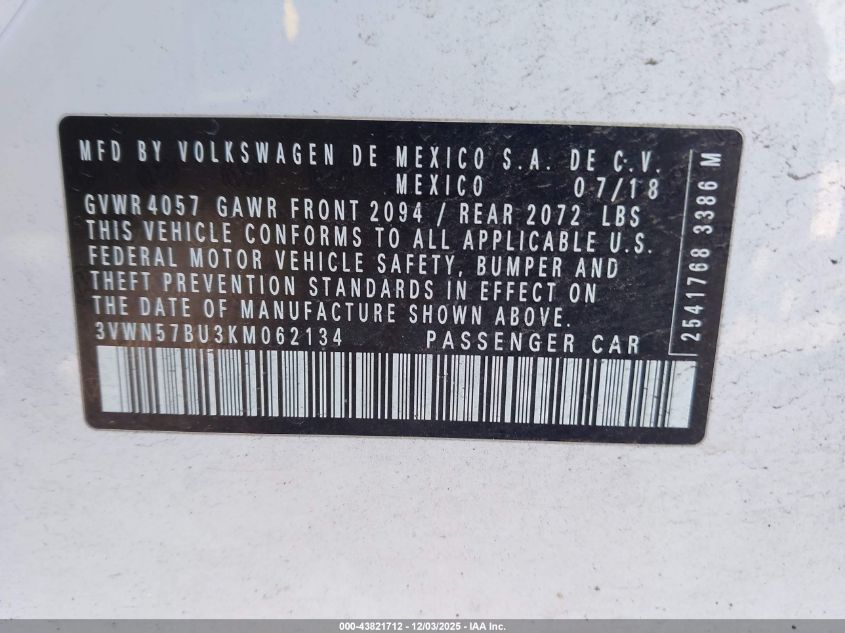 MFD BY VOLKSWAGEN DE MEXICO S.A. DE C.V.
MEXICO 07/18
GVWR 4057 GAWR FRONT 2094 / REAR 2072 LBS
THIS VEHICLE CONFORMS TO ALL APPLICABLE U.S.
FEDERAL MOTOR VEHICLE SAFETY, BUMPER AND
THEFT PREVENTION STANDARDS IN EFFECT ON
THE DATE OF MANUFACTURE SHOWN ABOVE.
3VWN57BU3KM062134 PASSENGER CAR
2541768 3386 M
000-43821712 - 12/03/2025 - IAA Inc.